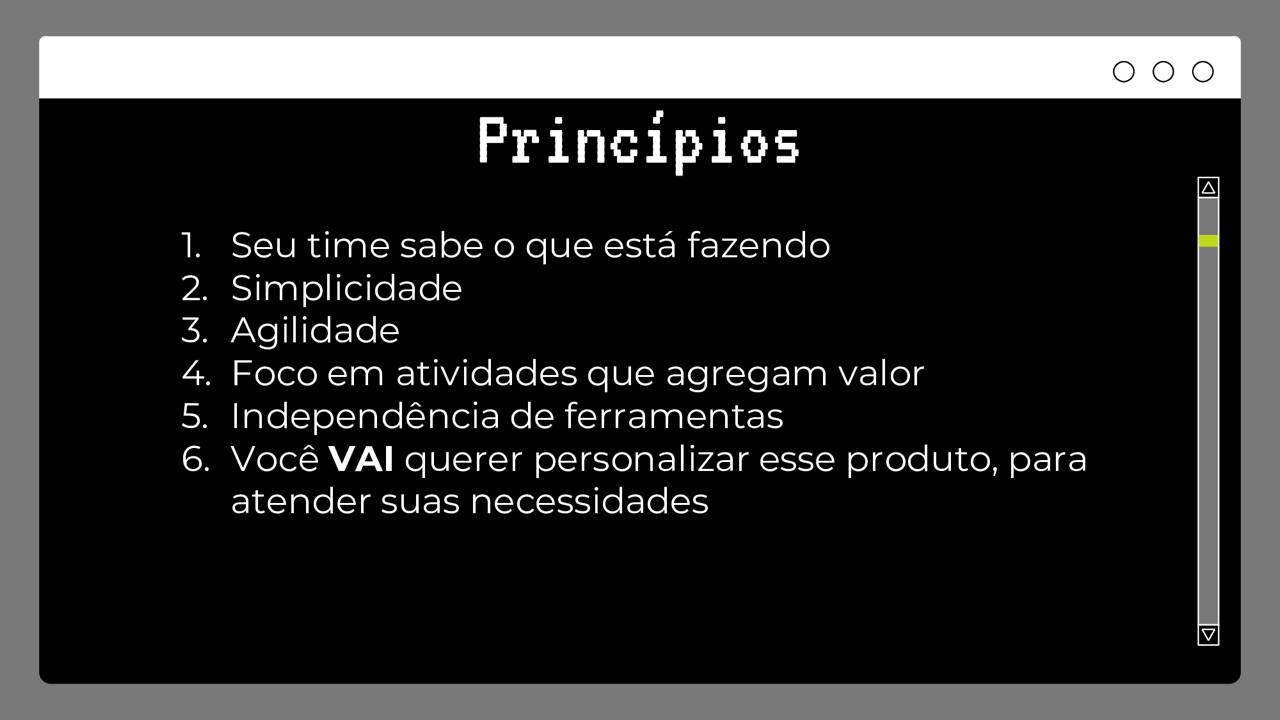 Princípios
1. Seu time sabe o que está fazendo
2. Simplicidade
3. Agilidade
4. Foco em atividades que agregam valor
5. Independência de ferramentas
6. Você VAI querer personalizar esse produto, para
atender suas necessidades